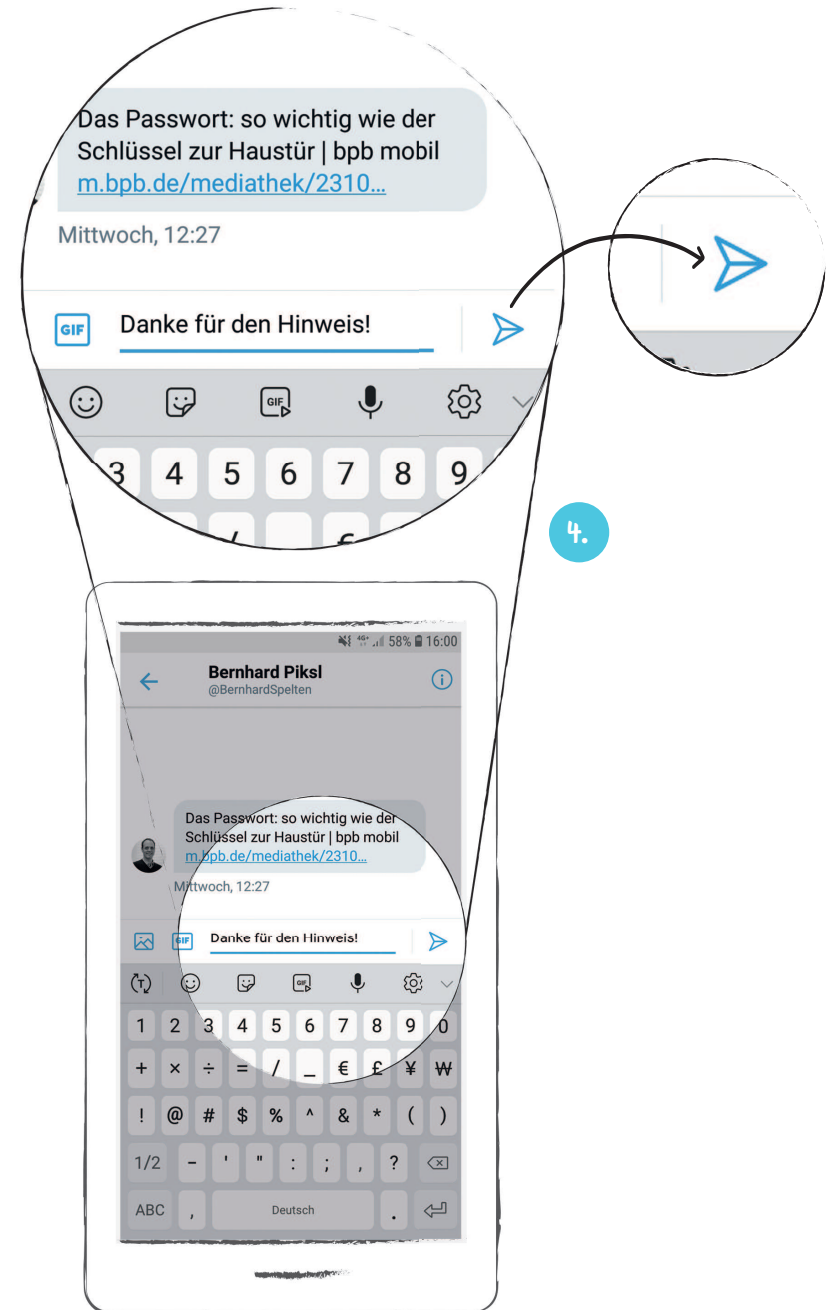 Das Passwort: so wichtig wie der
Schlüssel zur Haustür | bpb mobil
m.bpb.de/mediathek/2310...
Mittwoch, 12:27
GIF Danke für den Hinweis!
GIF
3 4 5 6 7 8 9
4.
4G+ 58% 16:00
Bernhard Piksl
@BernhardSpelten
Das Passwort: so wichtig wie der
Schlüssel zur Haustür | bpb mobil
m.bpb.de/mediathek/2310...
Mittwoch, 12:27
GIF Danke für den Hinweis!
T GIF
1 2 3 4 5 6 7 8 9 0
+ × ÷ = / _ € £ ¥ ₩
! @ # $ % ^ & * ( )
1/2 - ' " : ; , ?
ABC , Deutsch .